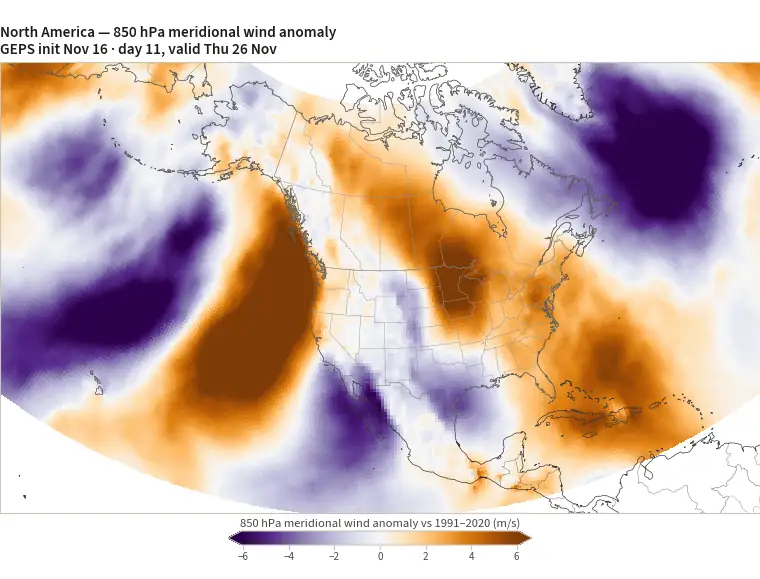 North America — 850 hPa meridional wind anomaly
GEPS init Nov 16 · day 11, valid Thu 26 Nov
850 hPa meridional wind anomaly vs 1991–2020 (m/s)
−6 −4 −2 0 2 4 6